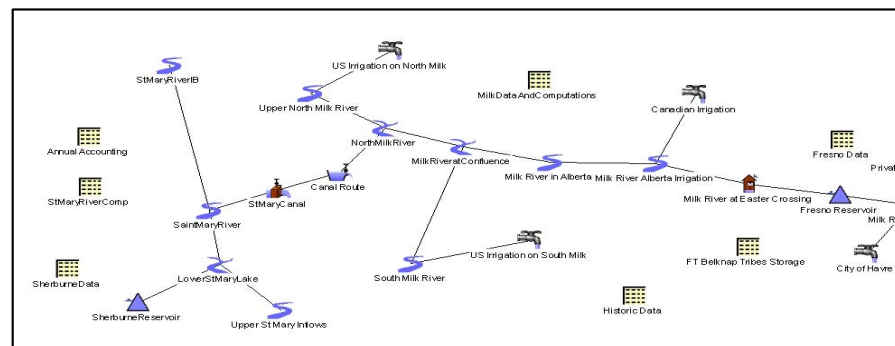 US Irrigation on North Milk
StMaryRiverIB
Upper North Milk River
MilkDataAndComputations
Canadian Irrigation
Annual Accounting
NorthMilkRiver
MilkRiveratConfluence
Fresno Data
Private
StMaryRiverComp
Canal Route
Milk River in Alberta
Milk River Alberta Irrigation
StMaryCanal
Milk River at Easter Crossing
Fresno Reservoir
SaintMaryRiver
Milk R
US Irrigation on South Milk
FT Belknap Tribes Storage
City of Havre
SherburneData
LoverStMaryLake
South Milk River
SherburneReservoir
Upper St Mary Inflows
Historic Data